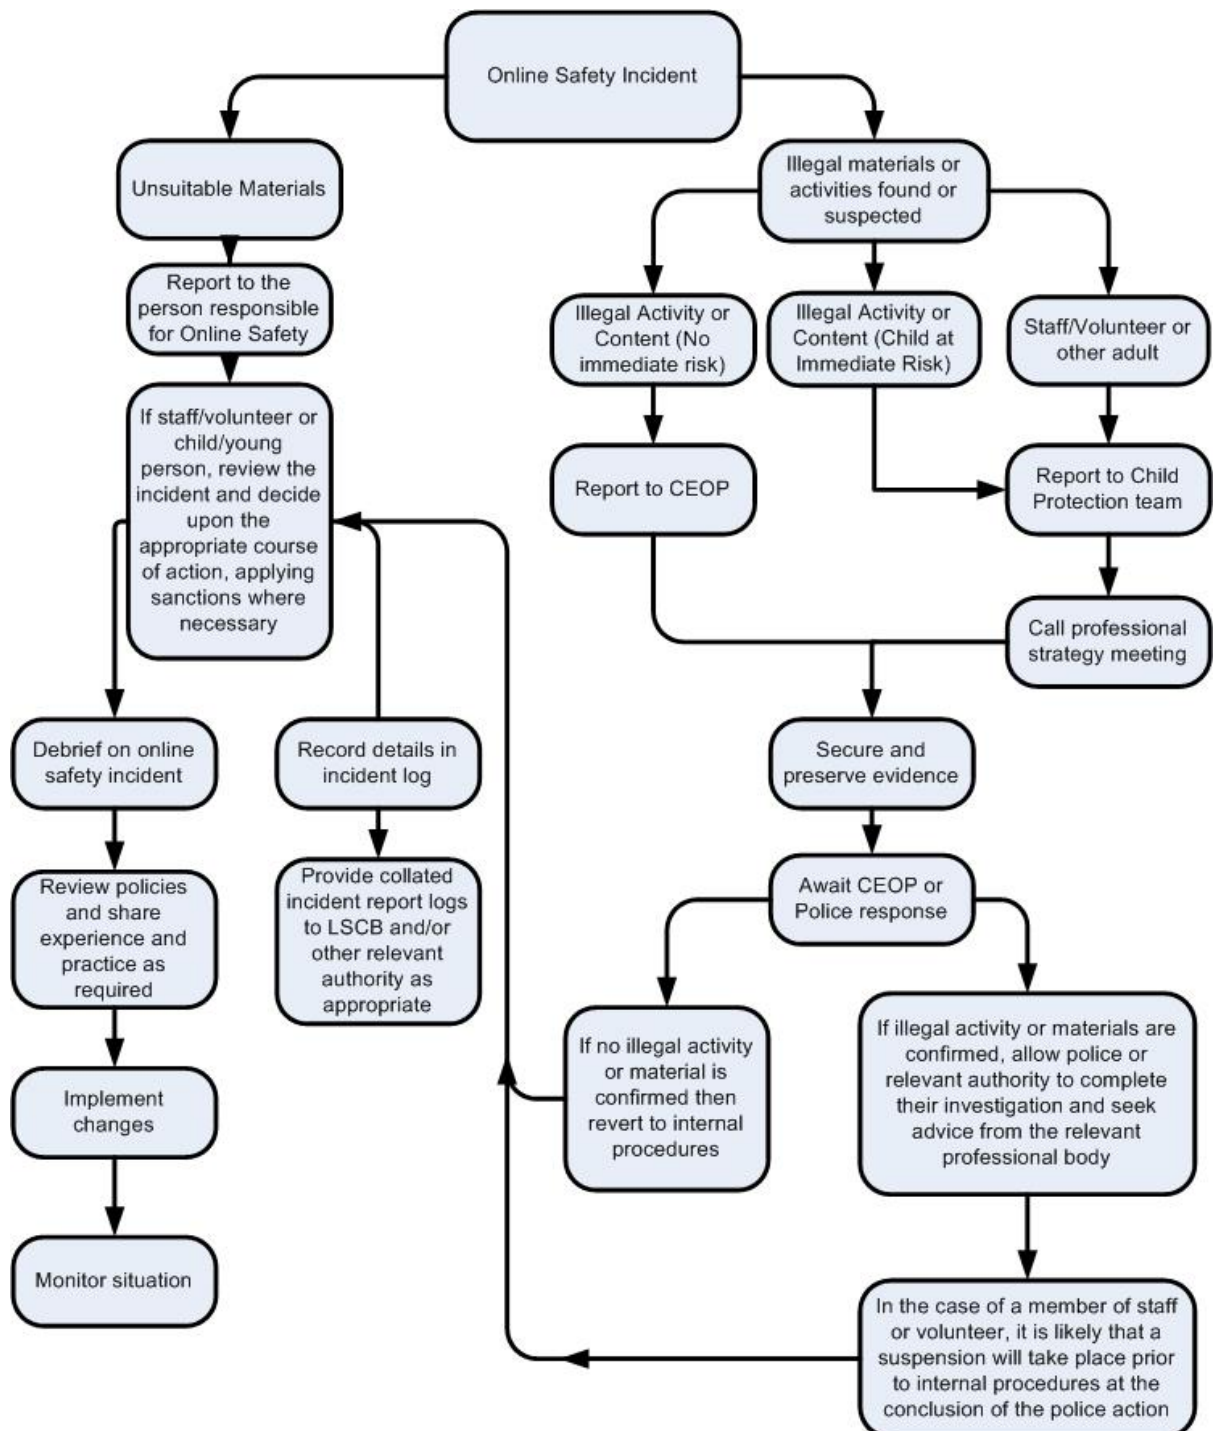 Online Safety Incident
Unsuitable Materials
Illegal materials or
activities found or
suspected
Report to the
person responsible
for Online Safety
Illegal Activity or
Content (No
immediate risk)
Illegal Activity or
Content (Child at
Immediate Risk)
Staff/Volunteer or
other adult
If staff/volunteer or
child/young
person, review the
incident and decide
upon the
appropriate course
of action, applying
sanctions where
necessary
Report to CEOP
Report to Child
Protection team
Call professional
strategy meeting
Debrief on online
safety incident
Record details in
incident log
Secure and
preserve evidence
Review policies
and share
experience and
practice as
required
Provide collated
incident report logs
to LSCB and/or
other relevant
authority as
appropriate
Await CEOP or
Police response
If no illegal activity
or material is
confirmed then
revert to internal
procedures
If illegal activity or materials are
confirmed, allow police or
relevant authority to complete
their investigation and seek
advice from the relevant
professional body
Implement
changes
Monitor situation
In the case of a member of staff
or volunteer, it is likely that a
suspension will take place prior
to internal procedures at the
conclusion of the police action